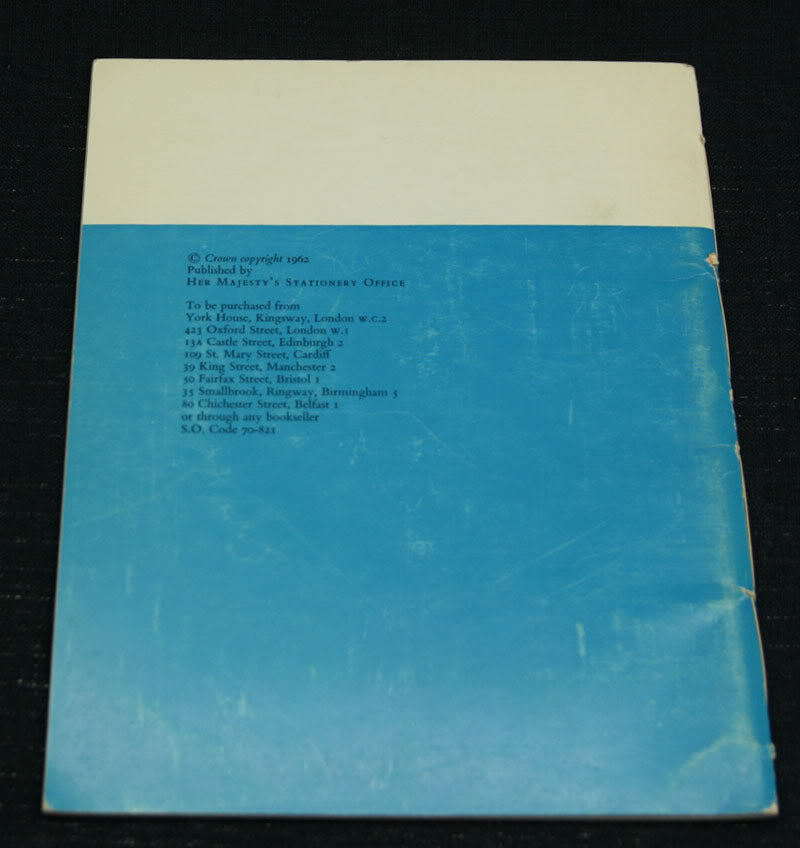 © Crown copyright 1962
Published by
HER MAJESTY'S STATIONERY OFFICE
To be purchased from
York House, Kingsway, London W.C.2
423 Oxford Street, London W.1
13A Castle Street, Edinburgh 2
109 St. Mary Street, Cardiff
39 King Street, Manchester 2
50 Fairfax Street, Bristol 1
35 Smallbrook, Ringway, Birmingham 5
80 Chichester Street, Belfast 1
or through any bookseller
S.O. Code 70-821